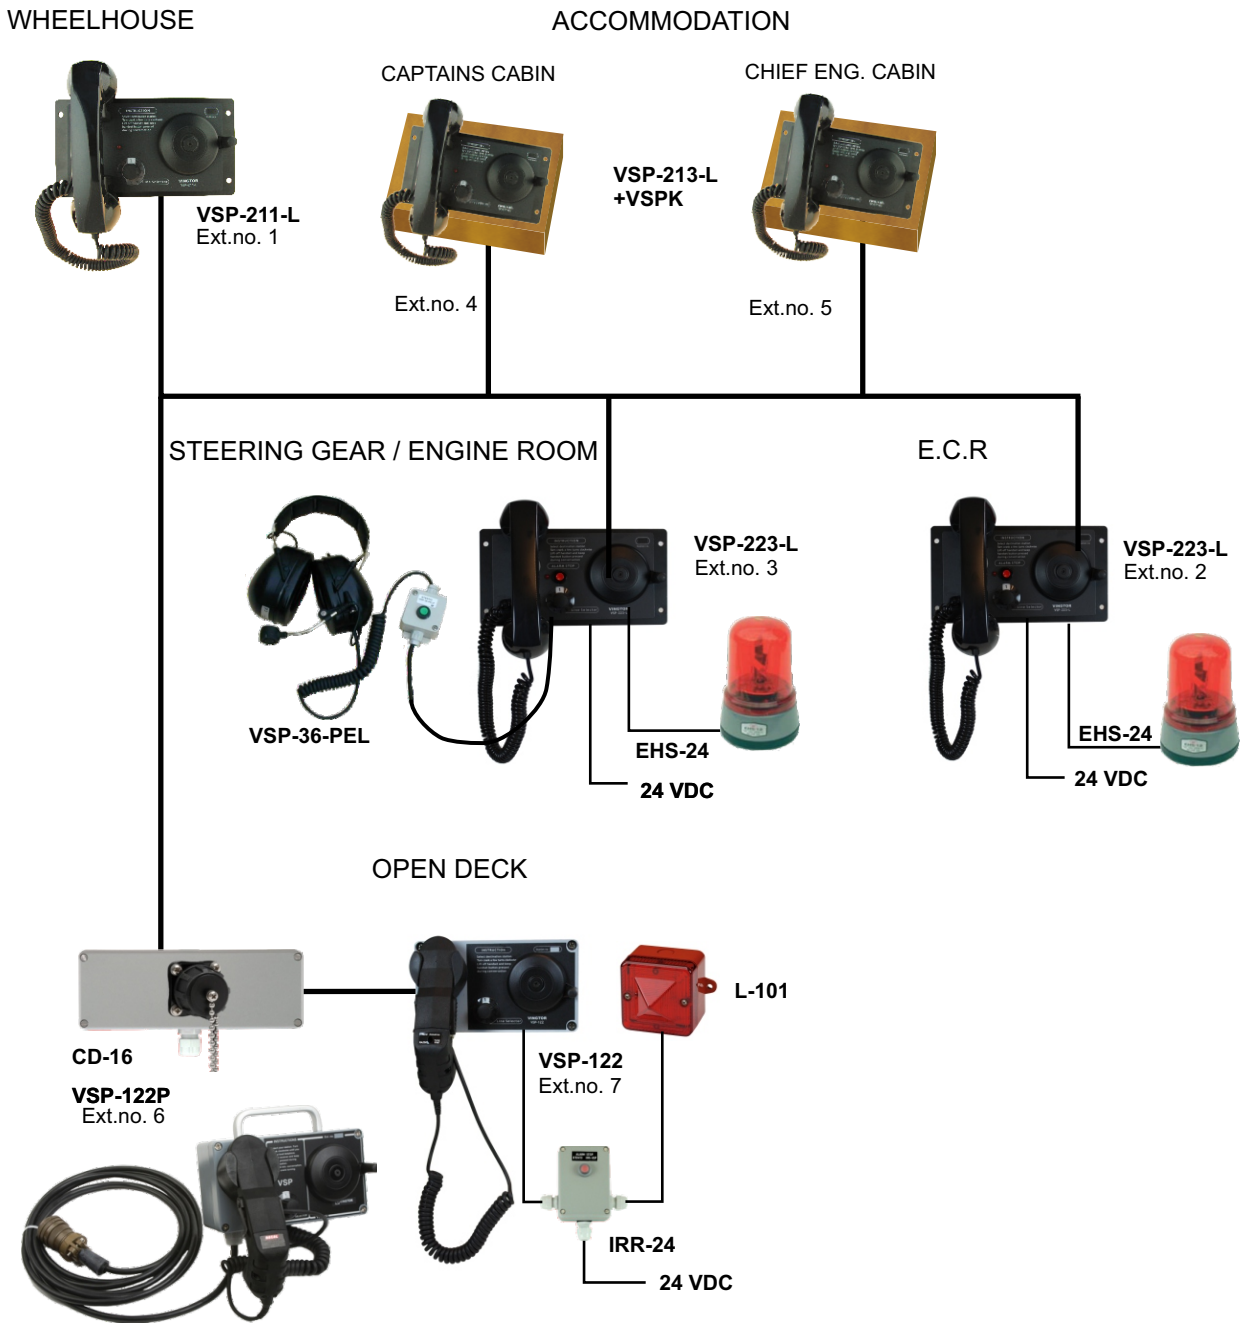 WHEELHOUSE
ACCOMMODATION
CAPTAINS CABIN
CHIEF ENG. CABIN
VSP-211-L
Ext.no. 1
VSP-213-L
+VSPK
Ext.no. 4
Ext.no. 5
STEERING GEAR / ENGINE ROOM
E.C.R
VSP-223-L
Ext.no. 3
VSP-223-L
Ext.no. 2
VSP-36-PEL
EHS-24
24 VDC
EHS-24
24 VDC
OPEN DECK
L-101
CD-16
VSP-122P
Ext.no. 6
VSP-122
Ext.no. 7
VSP
IRR-24
24 VDC